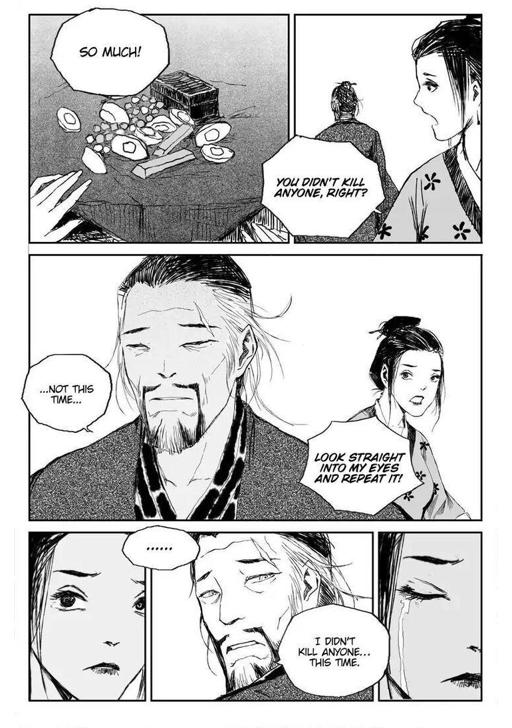 SO MUCH!
YOU DIDN'T KILL
ANYONE, RIGHT?
...NOT THIS
TIME...
LOOK STRAIGHT
INTO MY EYES
AND REPEAT IT!
......
I DIDN'T
KILL ANYONE...
THIS TIME.